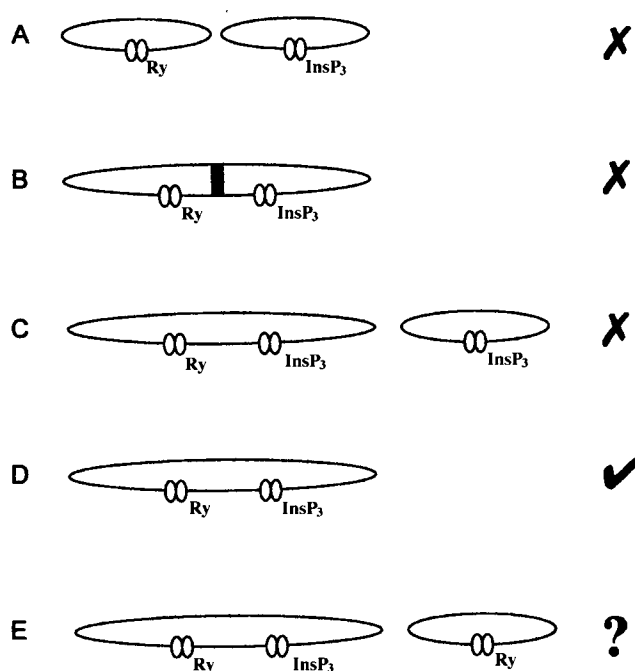 A Ry InsP₃ ✗
B Ry InsP₃ ✗
C Ry InsP₃ InsP₃ ✗
D Ry InsP₃ ✓
E Ry InsP₃ Ry ?